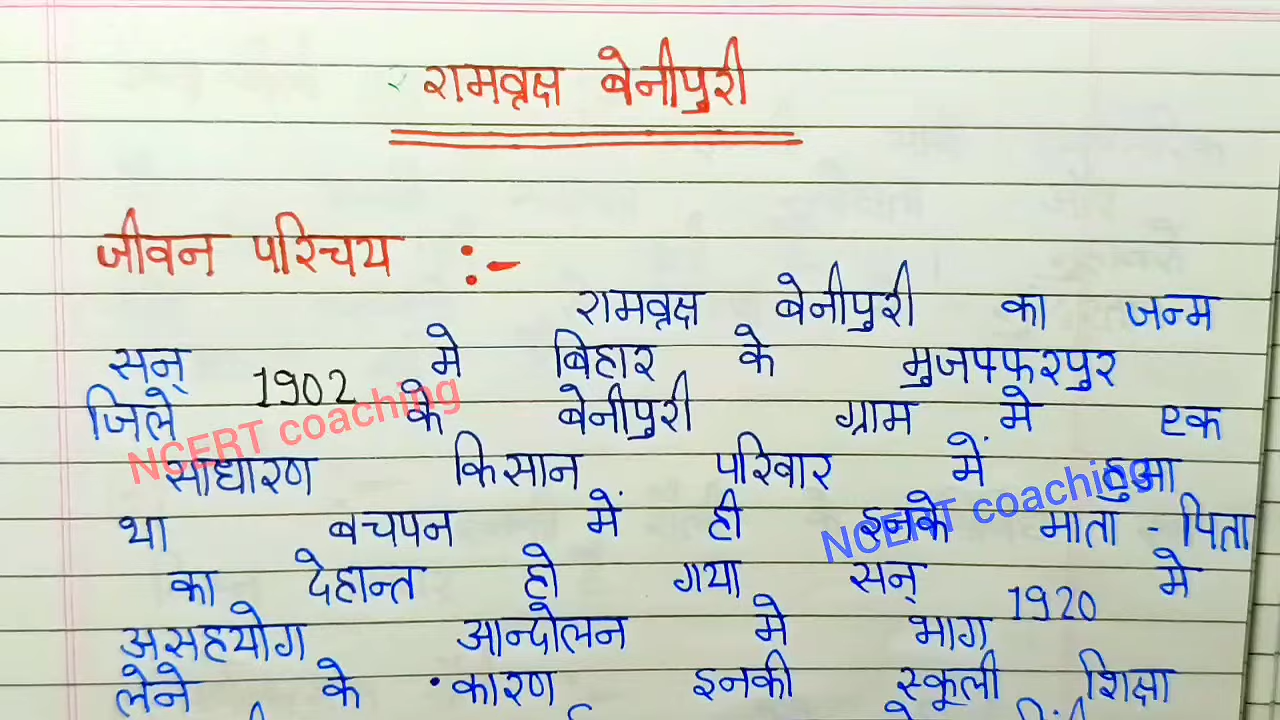 रामवृक्ष बेनीपुरी
जीवन परिचय :-
रामवृक्ष बेनीपुरी का जन्म
सन् 1902 मे बिहार के मुजफ्फरपुर
जिले के बेनीपुरी ग्राम मे एक
NCERT coaching
साधारण किसान परिवार में हुआ
था बचपन में ही इनके माता-पिता
NCERT coaching
का देहान्त हो गया सन् 1920 मे
असहयोग आन्दोलन मे भाग
लेने के कारण इनकी स्कूली शिक्षा